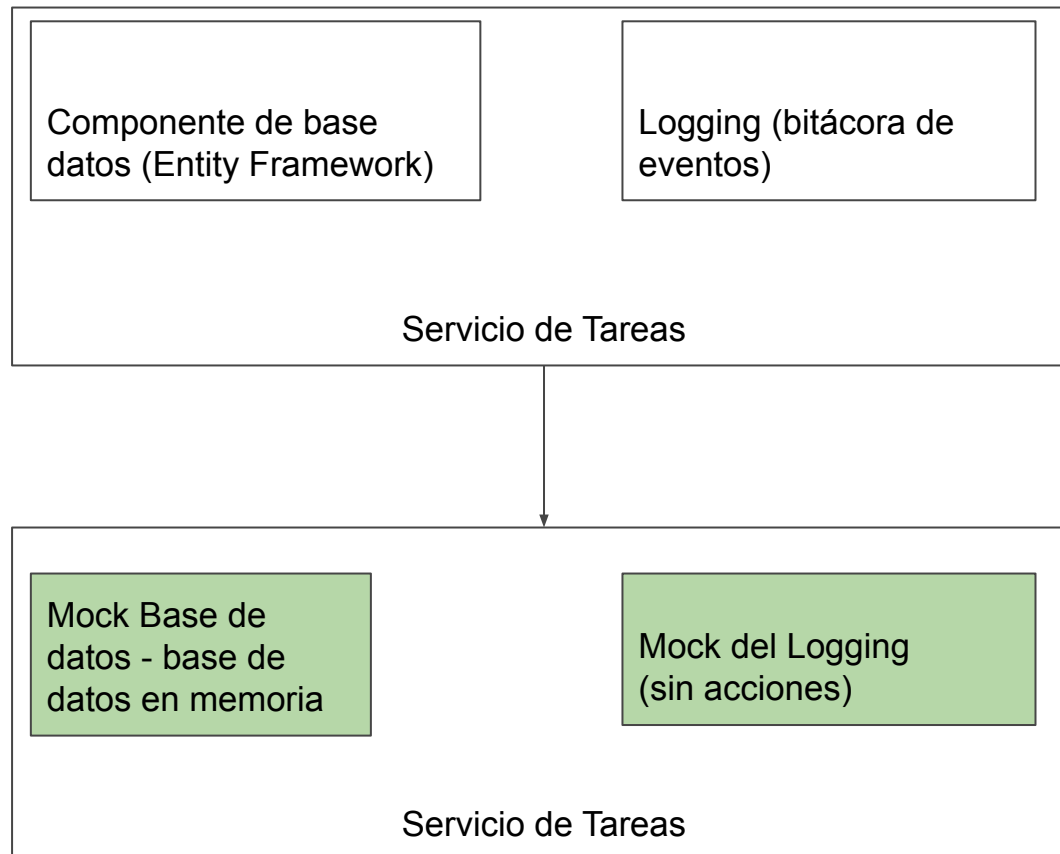 Componente de base
datos (Entity Framework)
Logging (bitácora de
eventos)
Servicio de Tareas
Mock Base de
datos - base de
datos en memoria
Mock del Logging
(sin acciones)
Servicio de Tareas